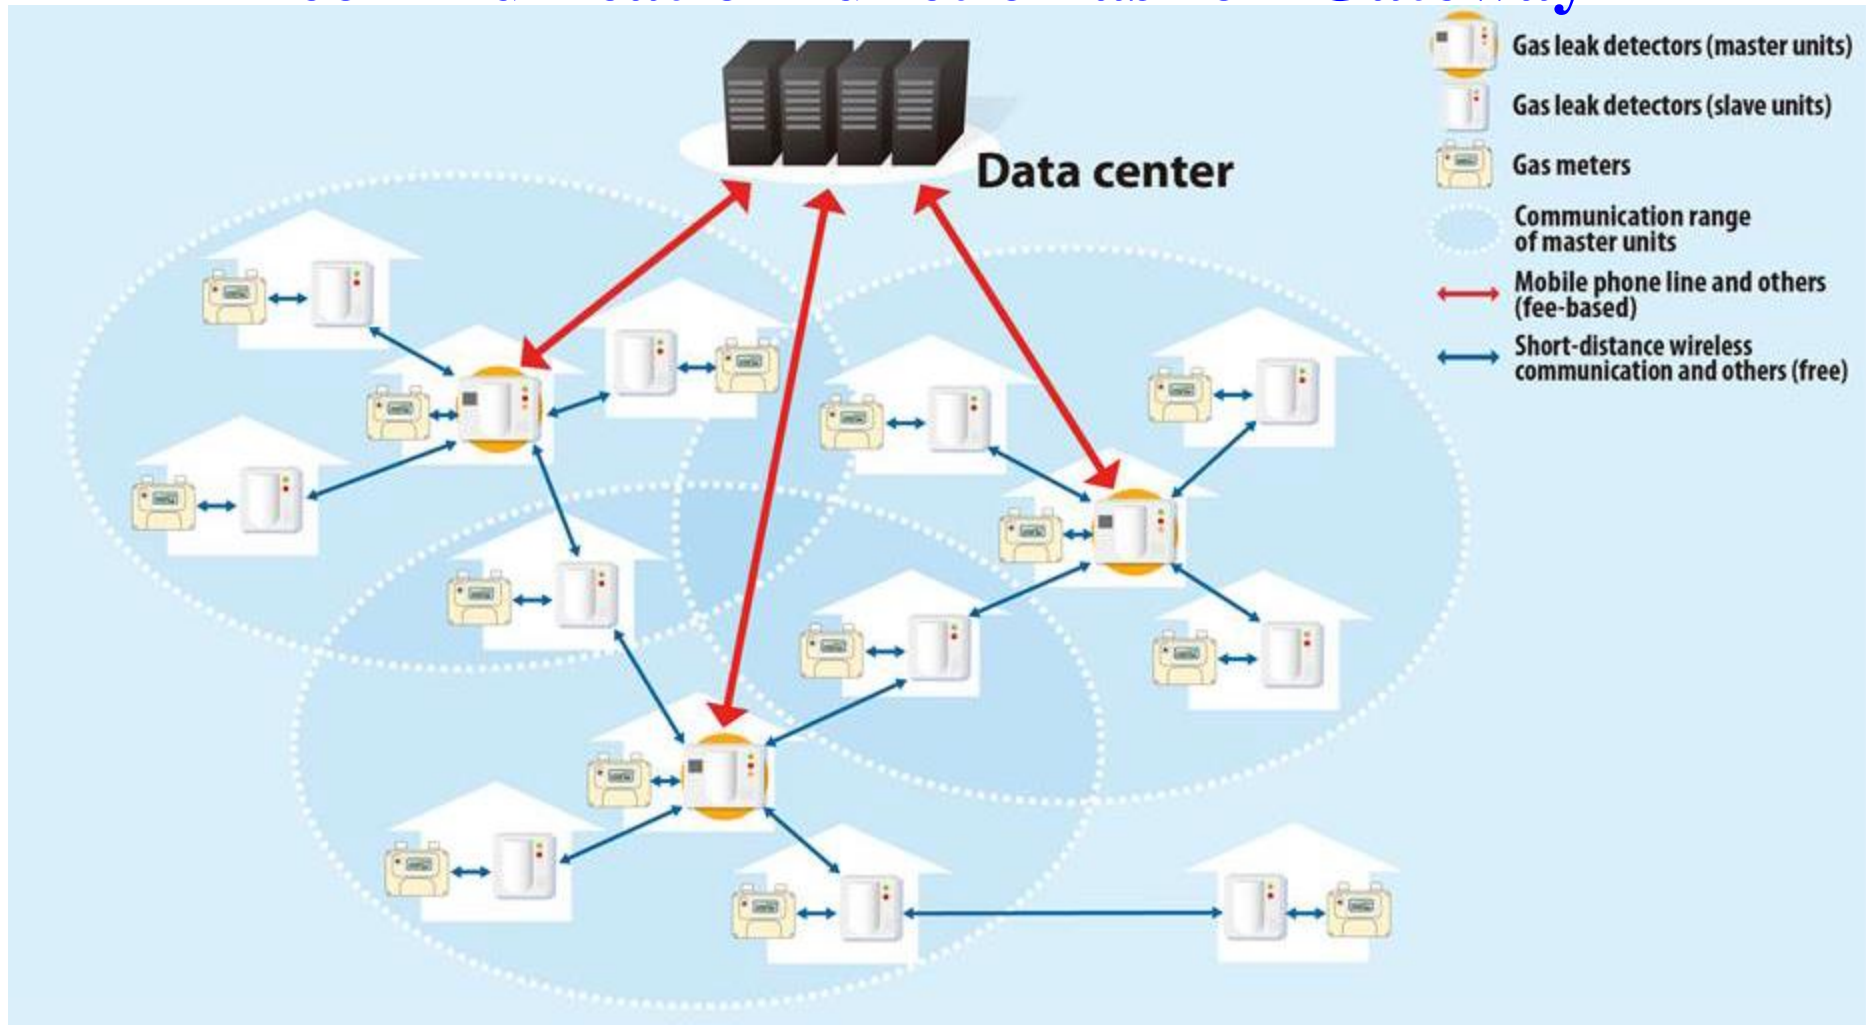 Gateway
Gas leak detectors (master units)
Gas leak detectors (slave units)
Data center
Gas meters
Communication range
of master units
Mobile phone line and others
(fee-based)
Short-distance wireless
communication and others (free)